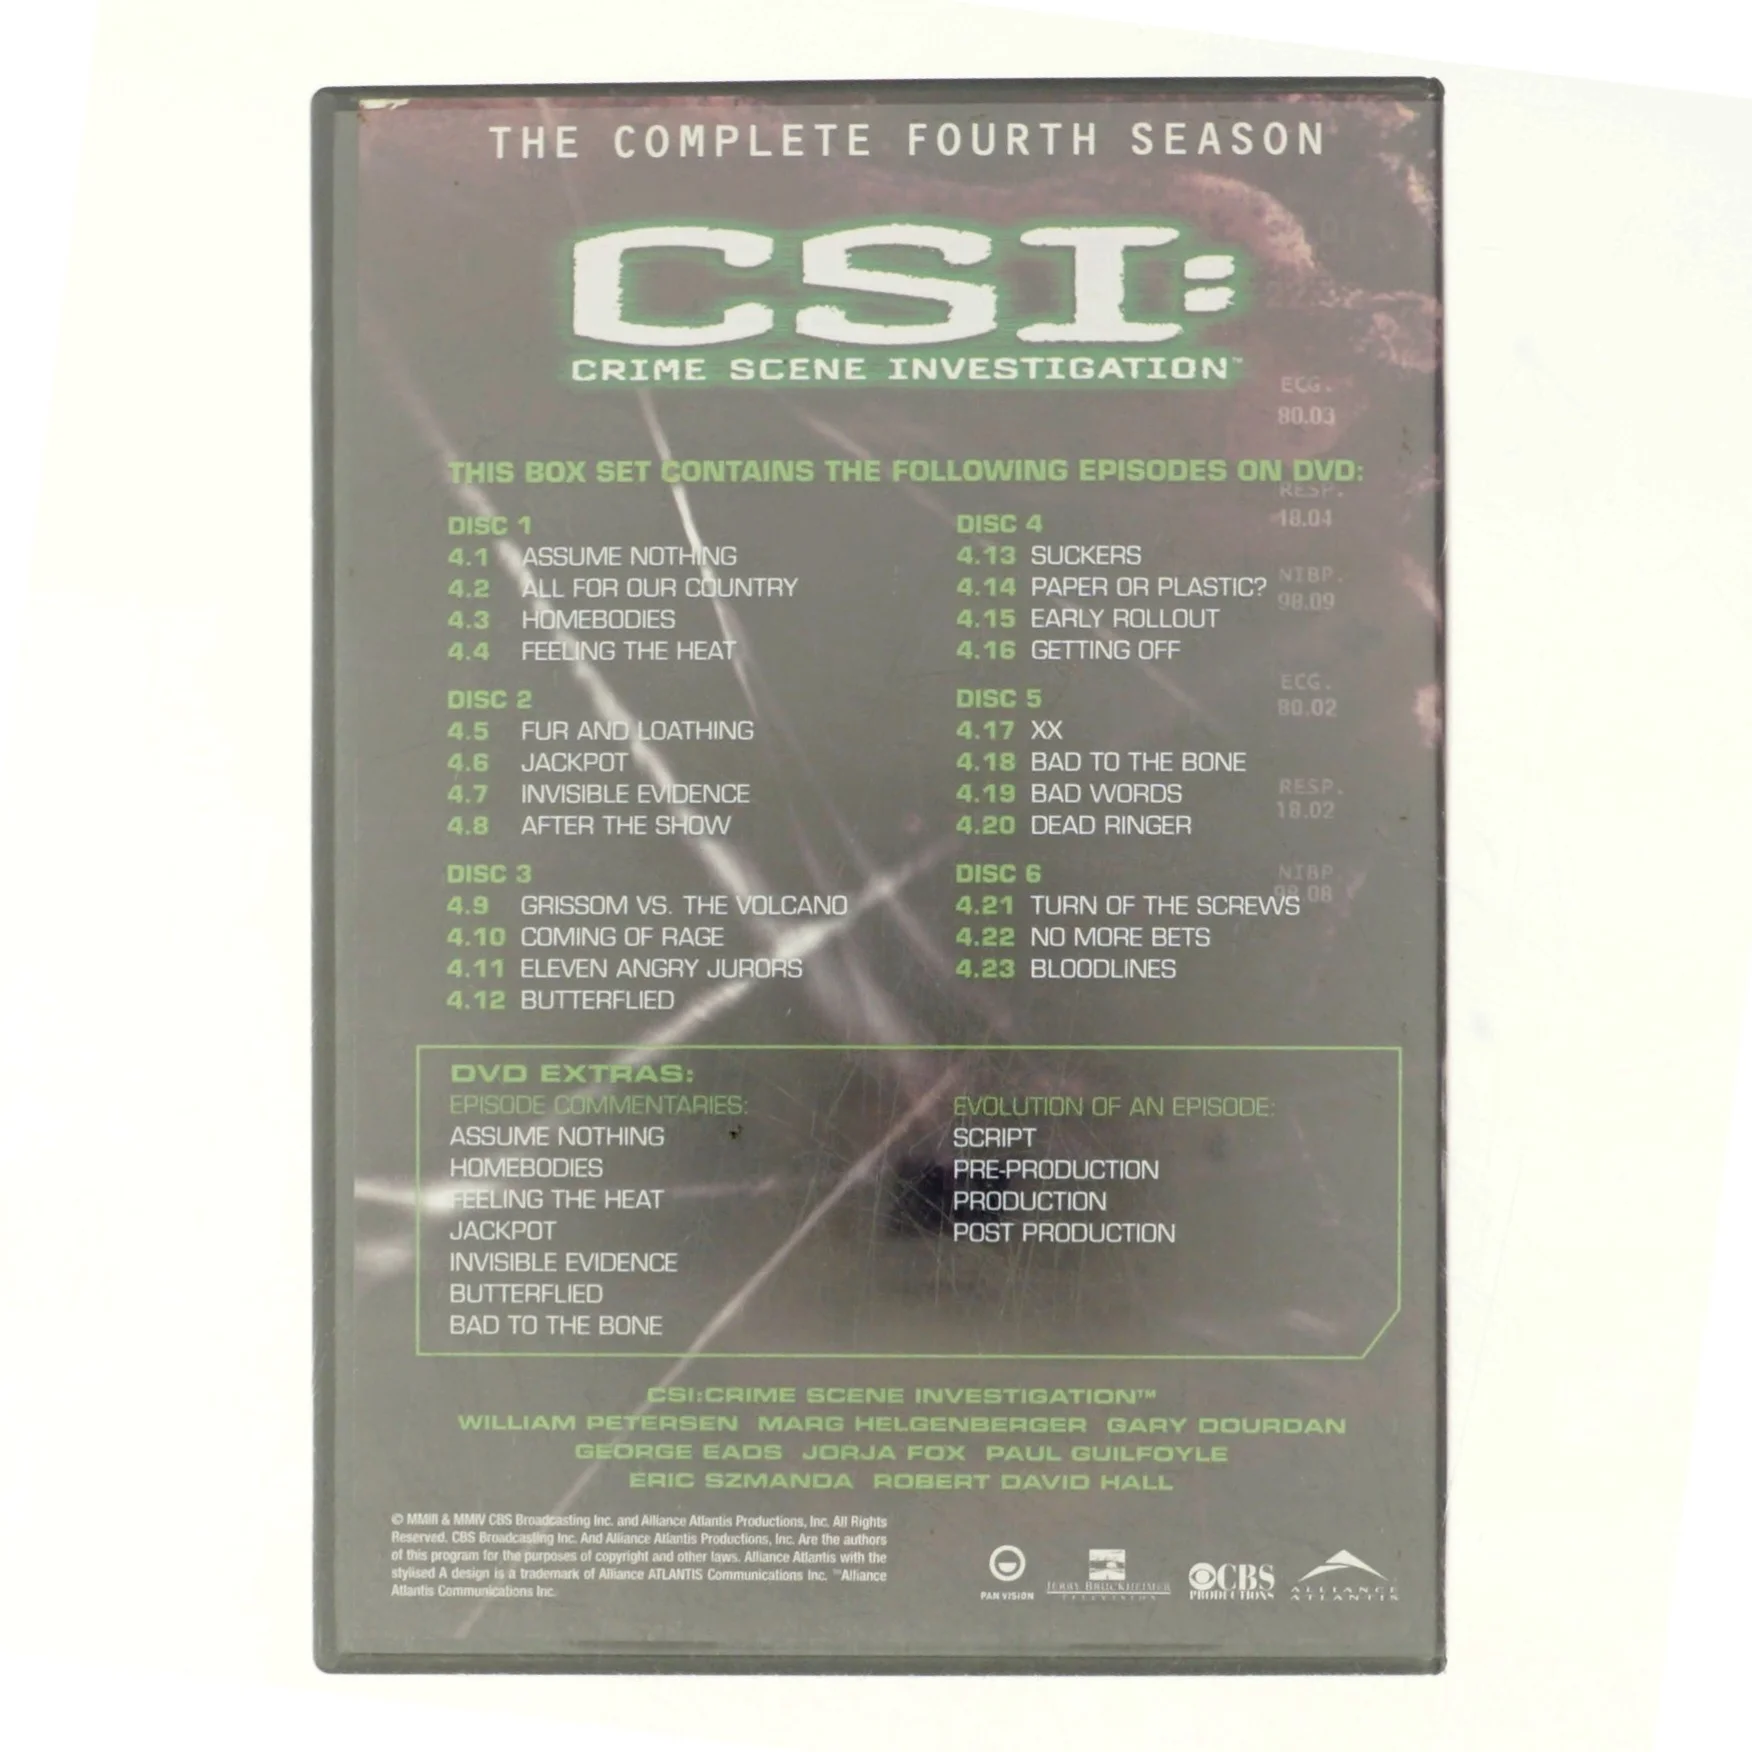 THE COMPLETE FOURTH SEASON
CSI:
CRIME SCENE INVESTIGATION™
THIS BOX SET CONTAINS THE FOLLOWING EPISODES ON DVD:
DISC 1
4.1 ASSUME NOTHING
4.2 ALL FOR OUR COUNTRY
4.3 HOMEBODIES
4.4 FEELING THE HEAT
DISC 2
4.5 FUR AND LOATHING
4.6 JACKPOT
4.7 INVISIBLE EVIDENCE
4.8 AFTER THE SHOW
DISC 3
4.9 GRISSOM VS. THE VOLCANO
4.10 COMING OF RAGE
4.11 ELEVEN ANGRY JURORS
4.12 BUTTERFLIED
DISC 4
4.13 SUCKERS
4.14 PAPER OR PLASTIC?
4.15 EARLY ROLLOUT
4.16 GETTING OFF
DISC 5
4.17 XX
4.18 BAD TO THE BONE
4.19 BAD WORDS
4.20 DEAD RINGER
DISC 6
4.21 TURN OF THE SCREWS
4.22 NO MORE BETS
4.23 BLOODLINES
ECG.
80.03
RESP.
18.04
NIBP.
98.09
ECG.
80.02
RESP.
18.02
NIBP
98.08
DVD EXTRAS:
EPISODE COMMENTARIES:
ASSUME NOTHING
HOMEBODIES
FEELING THE HEAT
JACKPOT
INVISIBLE EVIDENCE
BUTTERFLIED
BAD TO THE BONE
EVOLUTION OF AN EPISODE:
SCRIPT
PRE-PRODUCTION
PRODUCTION
POST PRODUCTION
CSI:CRIME SCENE INVESTIGATION™
WILLIAM PETERSEN MARG HELGENBERGER GARY DOURDAN
GEORGE EADS JORJA FOX PAUL GUILFOYLE
ERIC SZMANDA ROBERT DAVID HALL
© MMIII & MMIV CBS Broadcasting Inc. and Alliance Atlantis Productions, Inc. All Rights
Reserved. CBS Broadcasting Inc. And Alliance Atlantis Productions, Inc. Are the authors
of this program for the purposes of copyright and other laws. Alliance Atlantis with the
stylised A design is a trademark of Alliance ATLANTIS Communications Inc. ™Alliance
Atlantis Communications Inc.
PAN VISION
JERRY BRUCKHEIMER
TELEVISION
CBS
PRODUCTIONS
ALLIANCE
ATLANTIS